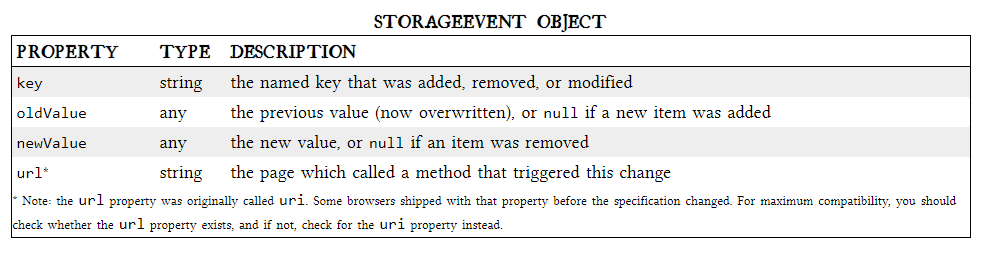 STORAGEEVENT OBJECT
PROPERTY TYPE DESCRIPTION
key string the named key that was added, removed, or modified
oldValue any the previous value (now overwritten), or null if a new item was added
newValue any the new value, or null if an item was removed
url* string the page which called a method that triggered this change
* Note: the url property was originally called uri. Some browsers shipped with that property before the specification changed. For maximum compatibility, you should
check whether the url property exists, and if not, check for the uri property instead.